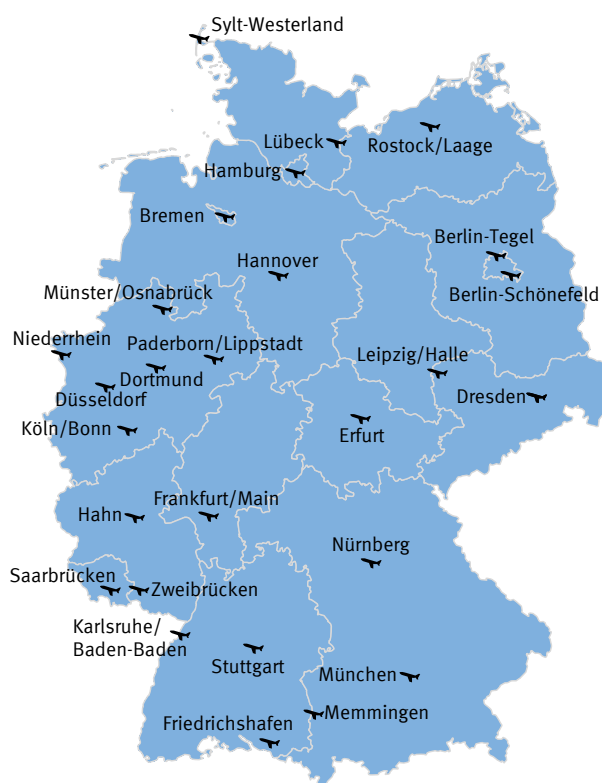 Sylt-Westerland
Lübeck
Rostock/Laage
Hamburg
Bremen
Berlin-Tegel
Hannover
Berlin-Schönefeld
Münster/Osnabrück
Niederrhein
Paderborn/Lippstadt
Leipzig/Halle
Dortmund
Düsseldorf
Dresden
Köln/Bonn
Erfurt
Frankfurt/Main
Hahn
Nürnberg
Saarbrücken
Zweibrücken
Karlsruhe/
Baden-Baden
Stuttgart
München
Memmingen
Friedrichshafen